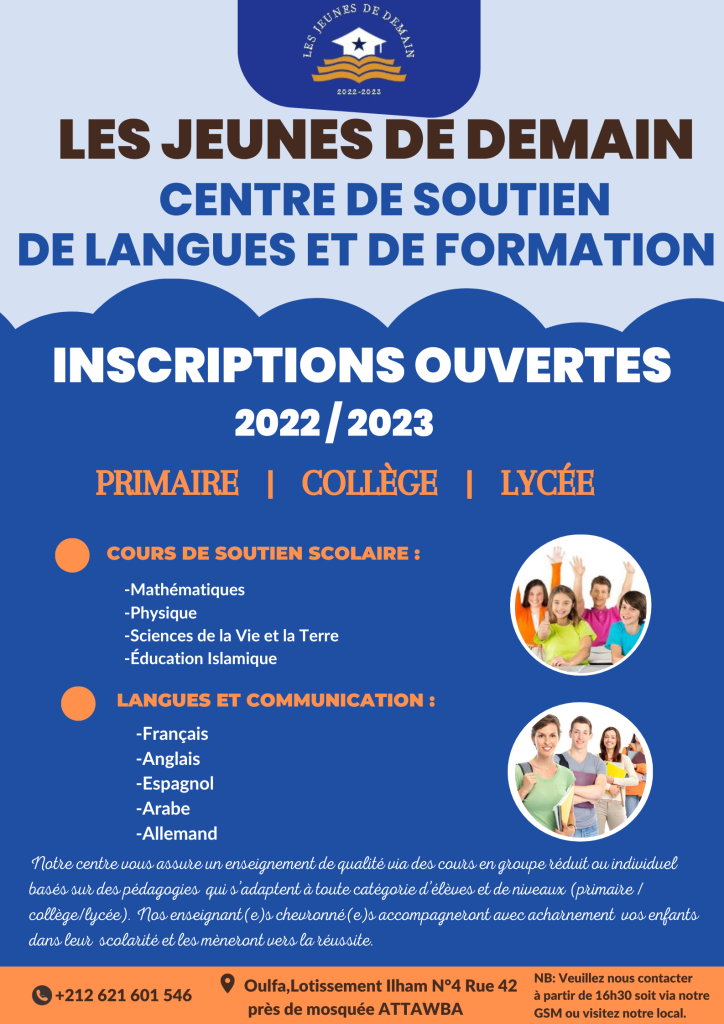 LES JEUNES DE DEMAIN
2022-2023
LES JEUNES DE DEMAIN
CENTRE DE SOUTIEN
DE LANGUES ET DE FORMATION
INSCRIPTIONS OUVERTES
2022 / 2023
PRIMAIRE | COLLÈGE | LYCÉE
COURS DE SOUTIEN SCOLAIRE :
-Mathématiques
-Physique
-Sciences de la Vie et la Terre
-Éducation Islamique
LANGUES ET COMMUNICATION :
-Français
-Anglais
-Espagnol
-Arabe
-Allemand
Notre centre vous assure un enseignement de qualité via des cours en groupe réduit ou individuel
basés sur des pédagogies qui s'adaptent à toute catégorie d'élèves et de niveaux (primaire /
collège/lycée). Nos enseignant(e)s chevronné(e)s accompagneront avec acharnement vos enfants
dans leur scolarité et les mèneront vers la réussite.
+212 621 601 546
Oulfa,Lotissement Ilham N°4 Rue 42
près de mosquée ATTAWBA
NB: Veuillez nous contacter
à partir de 16h30 soit via notre
GSM ou visitez notre local.